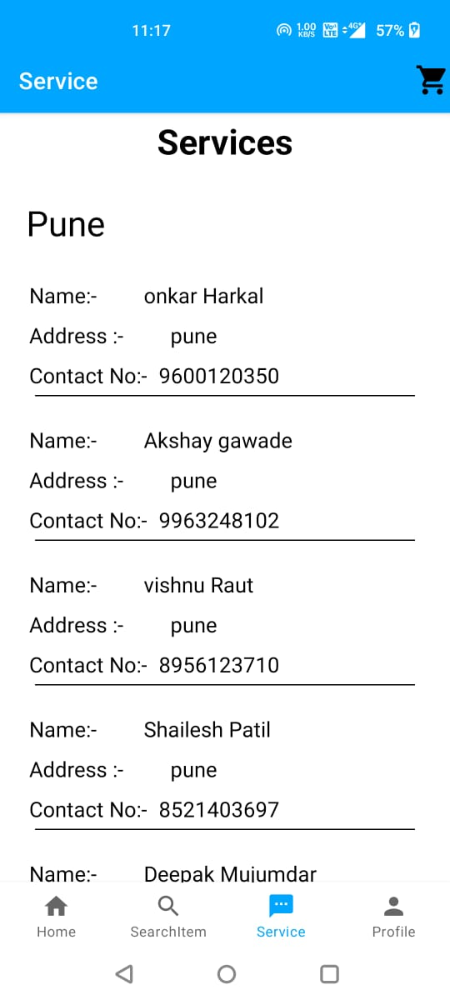 11:17 1.00 KB/S Vo) LTE 4G+ 57%
Service
Services
Pune
Name:- onkar Harkal
Address :- pune
Contact No:- 9600120350
Name:- Akshay gawade
Address :- pune
Contact No:- 9963248102
Name:- vishnu Raut
Address :- pune
Contact No:- 8956123710
Name:- Shailesh Patil
Address :- pune
Contact No:- 8521403697
Name:- Deepak Mujumdar
Home SearchItem Service Profile